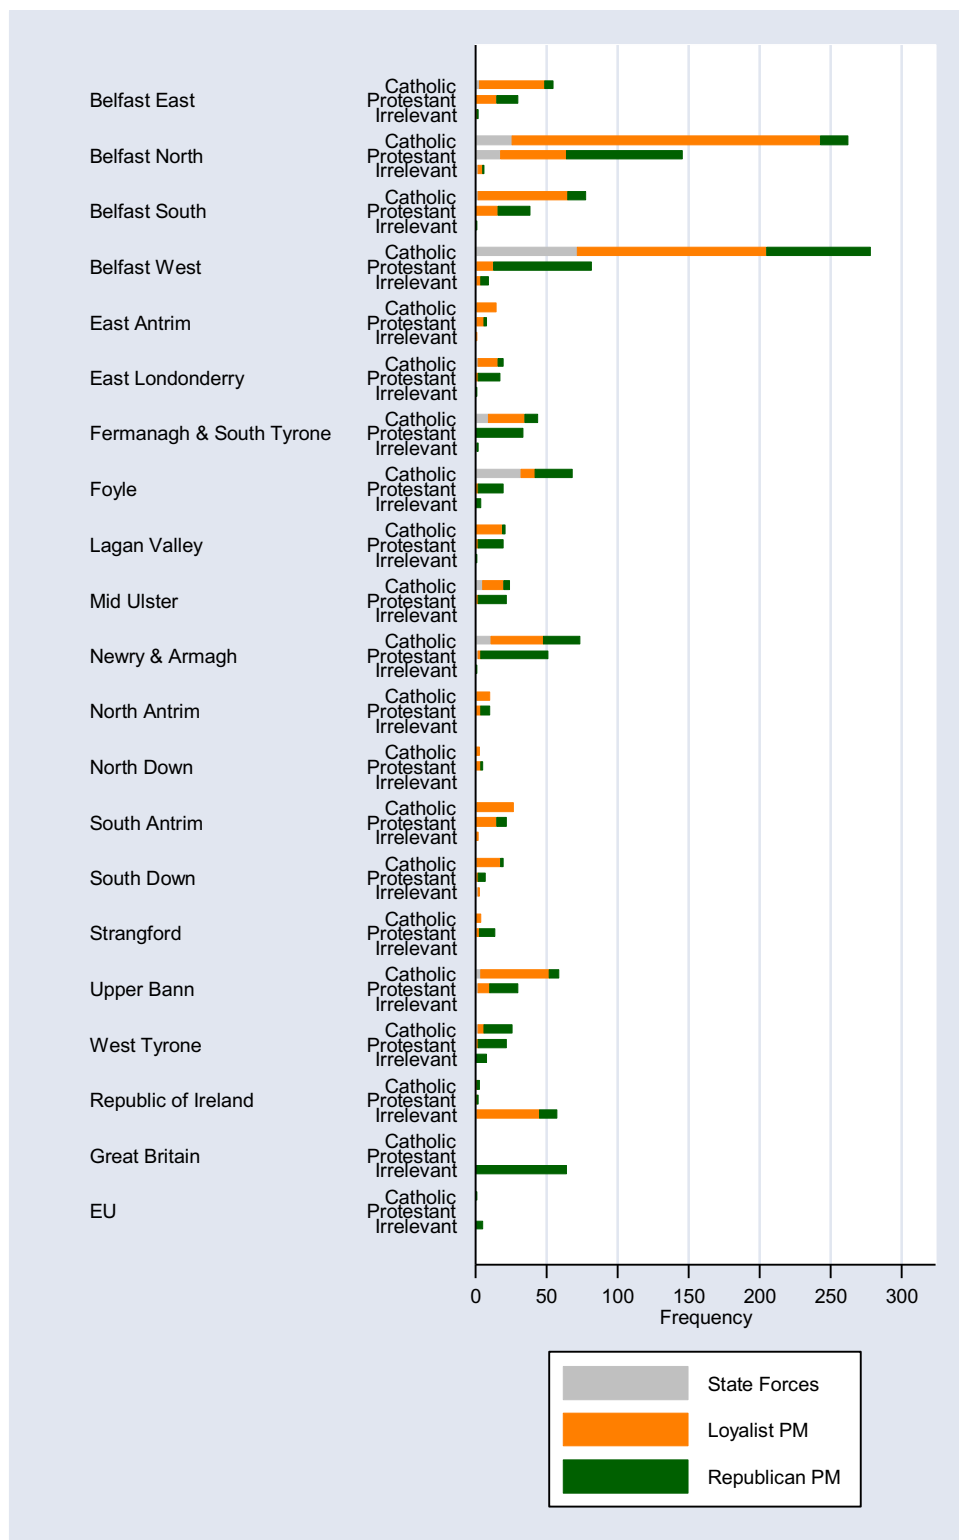 Catholic
Belfast East Protestant
Irrelevant
Catholic
Belfast North Protestant
Irrelevant
Catholic
Belfast South Protestant
Irrelevant
Catholic
Belfast West Protestant
Irrelevant
Catholic
East Antrim Protestant
Irrelevant
Catholic
East Londonderry Protestant
Irrelevant
Catholic
Fermanagh & South Tyrone Protestant
Irrelevant
Catholic
Foyle Protestant
Irrelevant
Catholic
Lagan Valley Protestant
Irrelevant
Catholic
Mid Ulster Protestant
Irrelevant
Catholic
Newry & Armagh Protestant
Irrelevant
Catholic
North Antrim Protestant
Irrelevant
Catholic
North Down Protestant
Irrelevant
Catholic
South Antrim Protestant
Irrelevant
Catholic
South Down Protestant
Irrelevant
Catholic
Strangford Protestant
Irrelevant
Catholic
Upper Bann Protestant
Irrelevant
Catholic
West Tyrone Protestant
Irrelevant
Catholic
Republic of Ireland Protestant
Irrelevant
Catholic
Great Britain Protestant
Irrelevant
Catholic
EU Protestant
Irrelevant
0 50 100 150 200 250 300
Frequency
State Forces
Loyalist PM
Republican PM